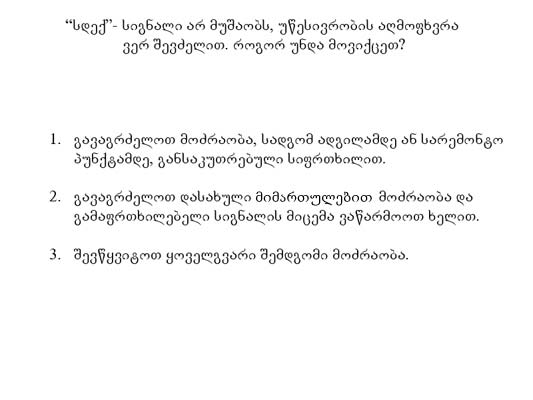 “სდექ”- სიგნალი არ მუშაობს, უწესივრობის აღმოფხვრა
ვერ შევძელით. როგორ უნდა მოვიქცეთ?
1. გავაგრძელოთ მოძრაობა, სადგომ ადგილამდე ან სარემონტო
პუნქტამდე, განსაკუთრებული სიფრთხილით.
2. გავაგრძელოთ დასახული მიმართულებით მოძრაობა და
გამაფრთხილებელი სიგნალის მიცემა ვაწარმოოთ ხელით.
3. შევწყვიტოთ ყოველგვარი შემდგომი მოძრაობა.